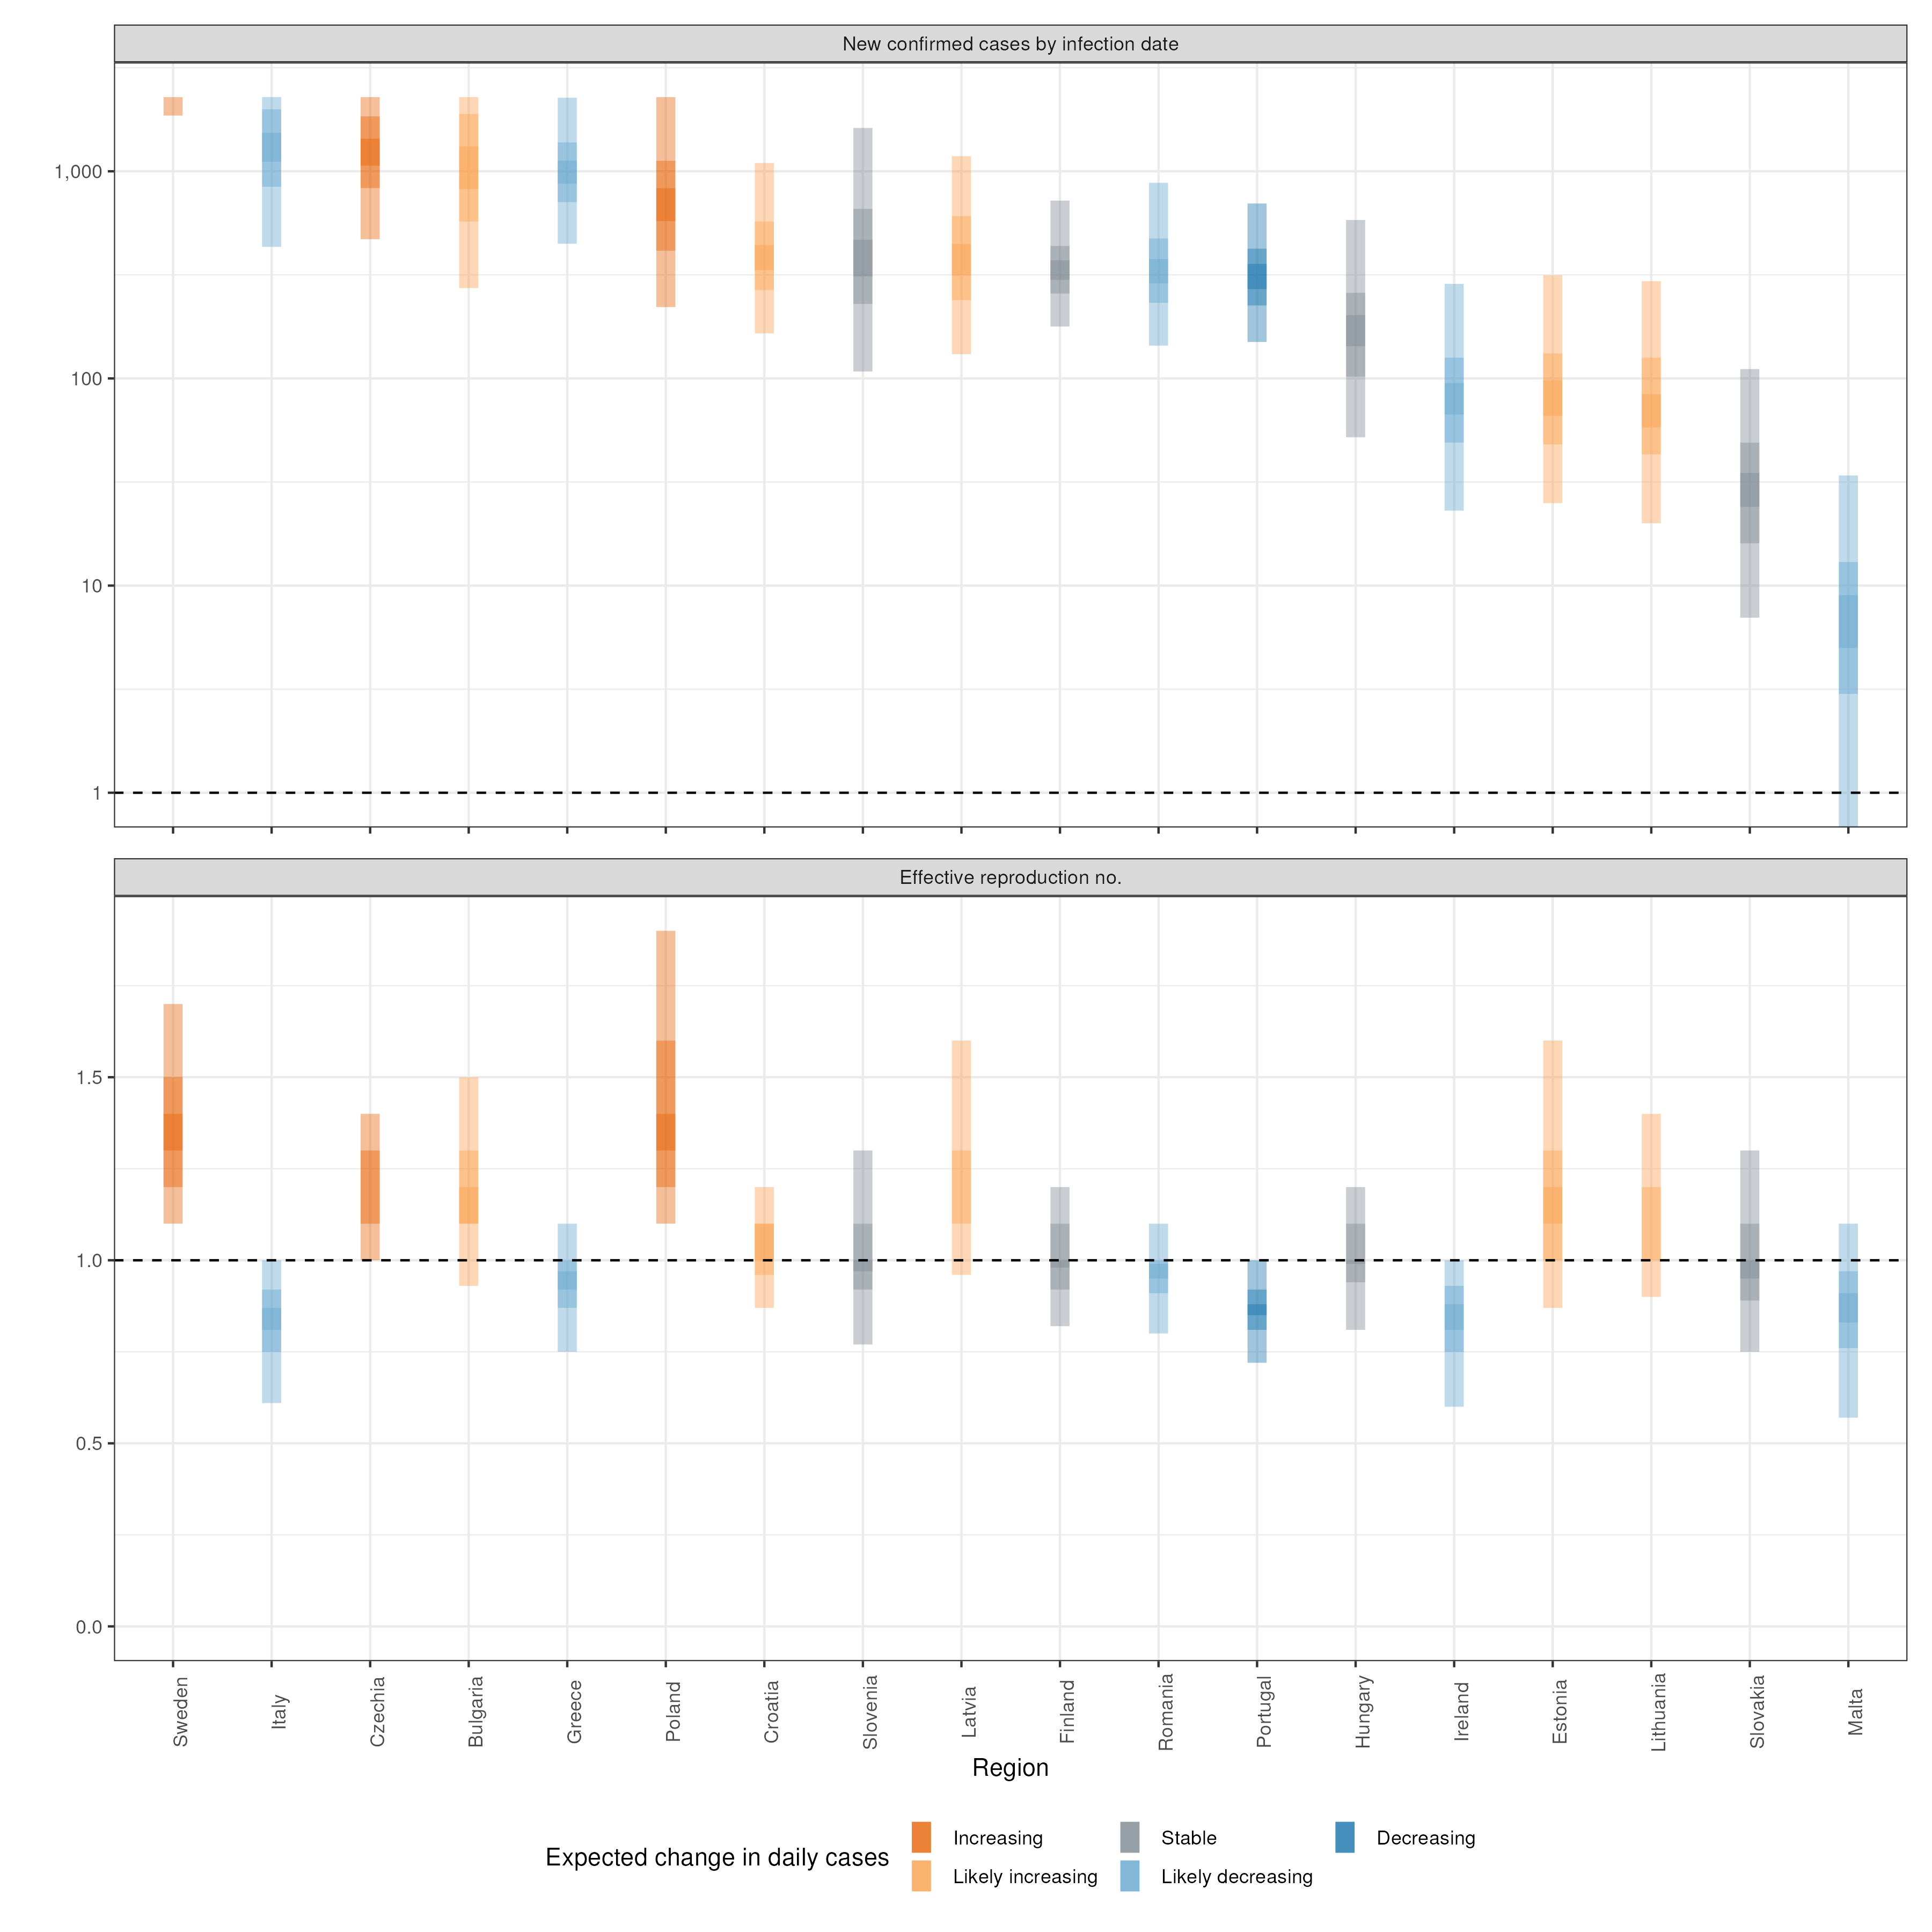 New confirmed cases by infection date
1,000
100
10
1
Effective reproduction no.
1.5
1.0
0.5
0.0
Sweden
Italy
Czechia
Bulgaria
Greece
Poland
Croatia
Slovenia
Latvia
Finland
Romania
Portugal
Hungary
Ireland
Estonia
Lithuania
Slovakia
Malta
Region
Expected change in daily cases
Increasing
Likely increasing
Stable
Likely decreasing
Decreasing